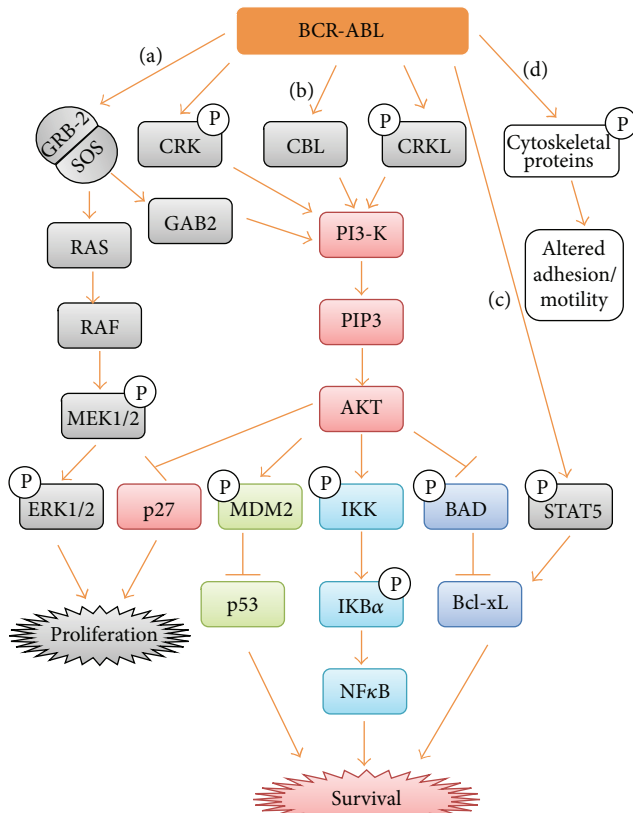 BCR-ABL
(a)
(b)
(d)
GRB-2
SOS
P
CRK
CBL
P
CRKL
P
Cytoskeletal
proteins
GAB2
RAS
PI3-K
Altered
adhesion/
motility
(c)
RAF
PIP3
P
MEK1/2
AKT
P
ERK1/2
p27
P
MDM2
P
IKK
P
BAD
P
STAT5
p53
P
IKBα
Bcl-xL
Proliferation
NFκB
Survival